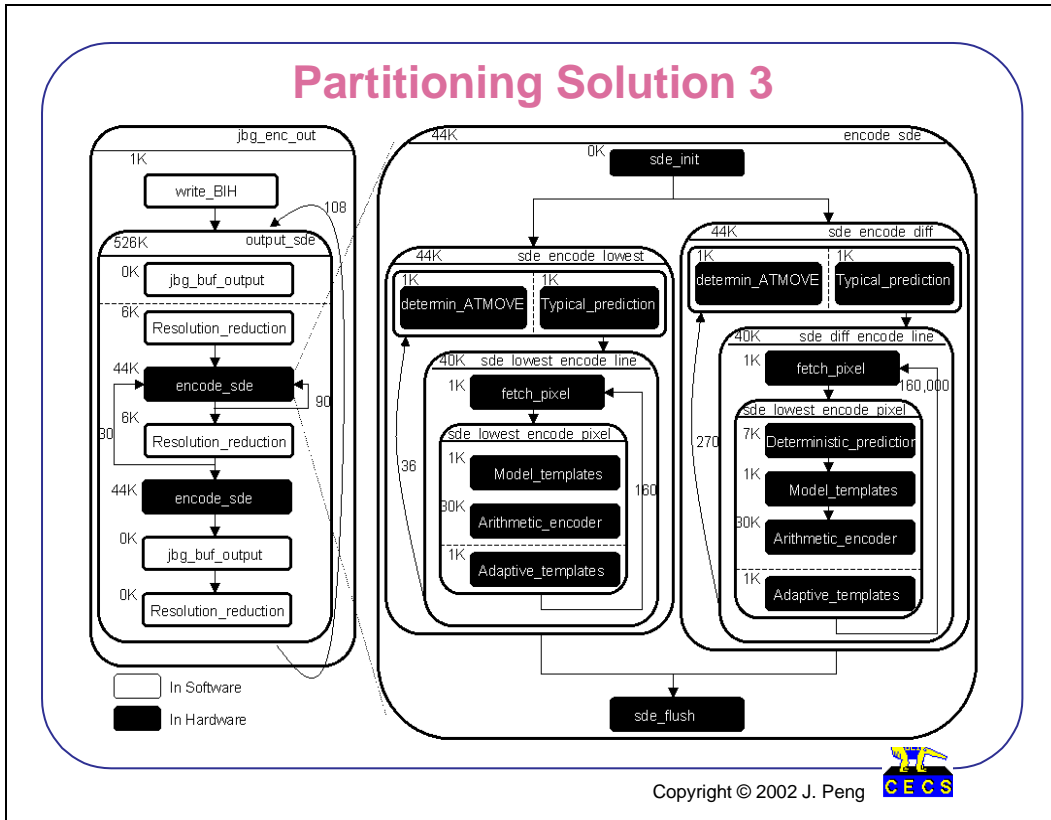 Partitioning Solution 3
jbg_enc_out
1K
write_BIH
108
526K
output_sde
0K
jbg_buf_output
6K
Resolution_reduction
44K
encode_sde
90
30
6K
Resolution_reduction
44K
encode_sde
0K
jbg_buf_output
0K
Resolution_reduction
In Software
In Hardware
44K
encode_sde
0K
sde_init
44K
sde_encode_lowest
1K
determin_ATMOVE
1K
Typical_prediction
40K
sde_lowest_encode_line
1K
fetch_pixel
sde_lowest_encode_pixel
36
1K
Model_templates
160
30K
Arithmetic_encoder
1K
Adaptive_templates
44K
sde_encode_diff
1K
determin_ATMOVE
1K
Typical_prediction
40K
sde_diff_encode_line
1K
fetch_pixel
160,000
sde_lowest_encode_pixel
270
7K
Deterministic_prediction
1K
Model_templates
30K
Arithmetic_encoder
1K
Adaptive_templates
sde_flush
Copyright © 2002 J. Peng
CECS